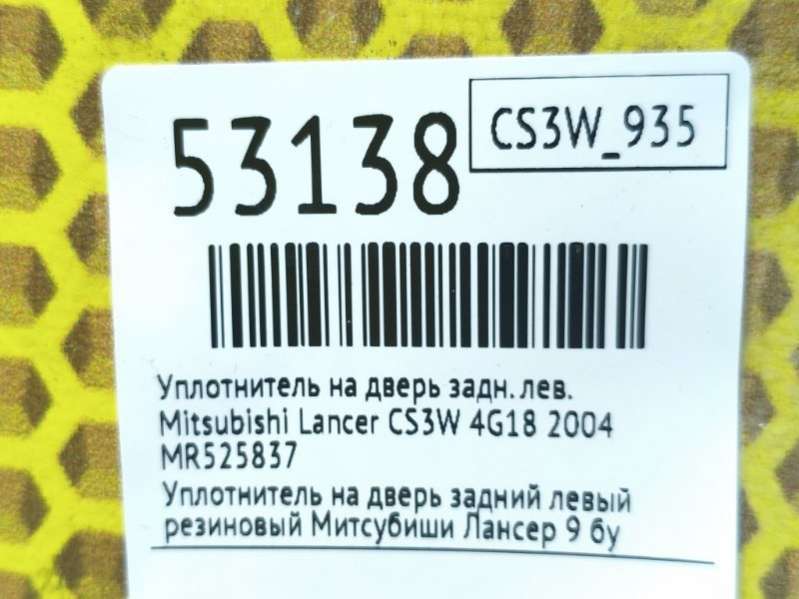 53138
CS3W_935
Уплотнитель на дверь задн. лев.
Mitsubishi Lancer CS3W 4G18 2004
MR525837
Уплотнитель на дверь задний левый
резиновый Митсубиши Лансер 9 бу